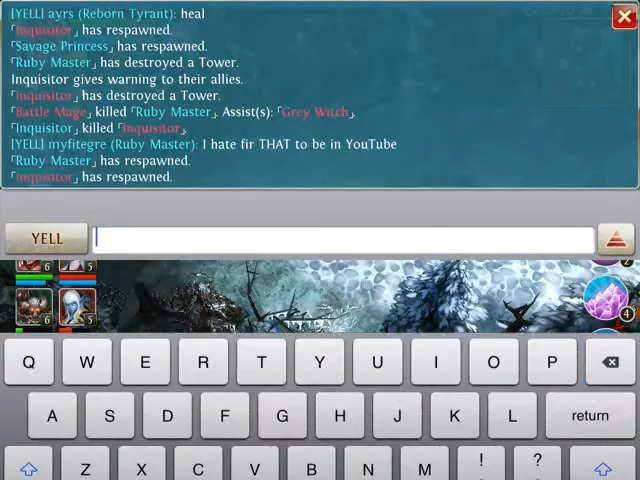 [YELL] ayrs (Reborn Tyrant): heal
「Inquisitor」 has respawned.
「Savage Princess」 has respawned.
「Ruby Master」 has destroyed a Tower.
Inquisitor gives warning to their allies.
「Inquisitor」 has destroyed a Tower.
「Battle Mage」 killed 「Ruby Master」. Assist(s): 「Grey Witch」.
「Inquisitor」 killed 「Inquisitor」.
[YELL] myfitegre (Ruby Master): I hate fir THAT to be in YouTube
「Ruby Master」 has respawned.
「Inquisitor」 has respawned.
YELL
6 5 2
6 5 4
Q W E R T Y U I O P
A S D F G H J K L return
Z X C V B N M ! ?
, .